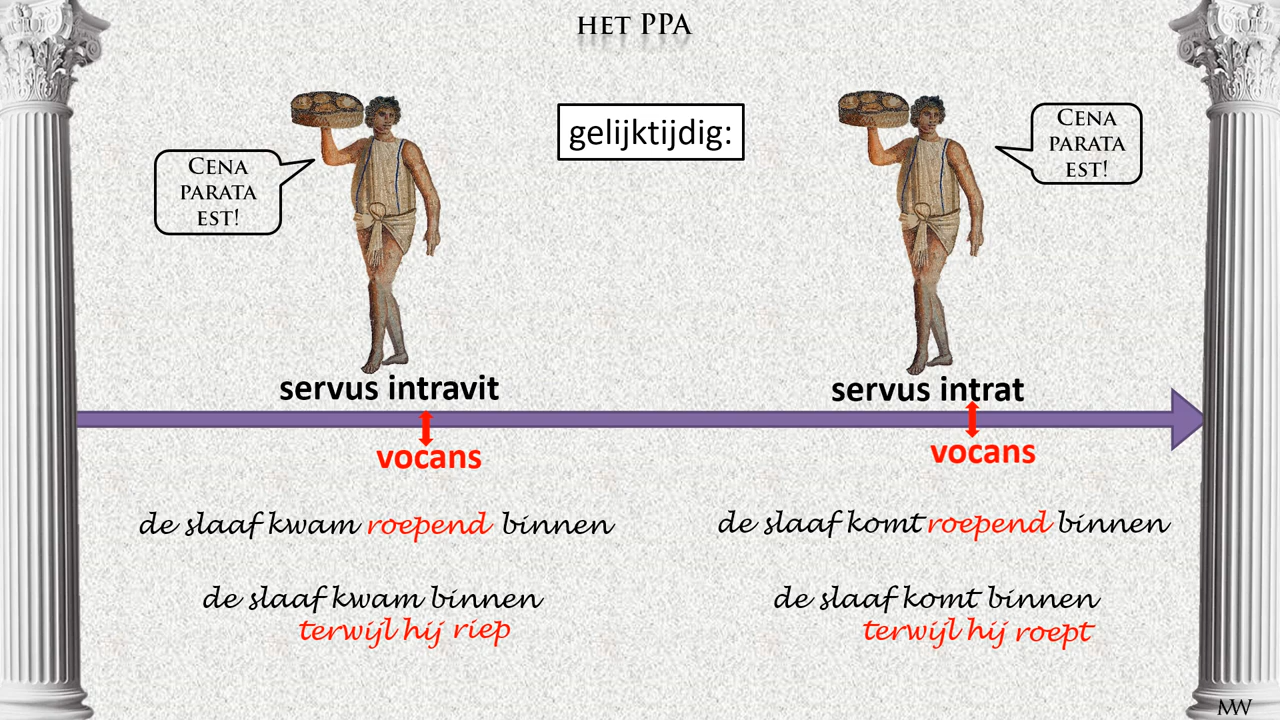 HET PPA
gelijktijdig:
CENA
PARATA
EST!
CENA
PARATA
EST!
servus intravit
servus intrat
vocans
vocans
de slaaf kwam roepend binnen
de slaaf komt roepend binnen
de slaaf kwam binnen
terwijl hij riep
de slaaf komt binnen
terwijl hij roept
MW